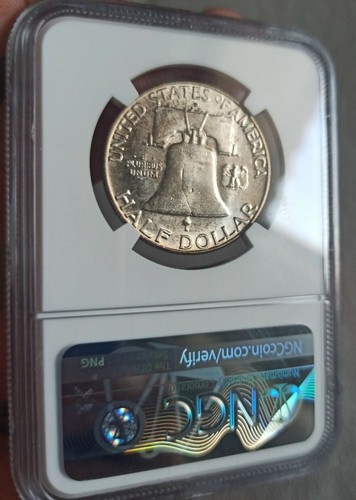 UNITED STATES OF AMERICA
E PLURIBUS
UNUM
HALF DOLLAR
NGCcoin.com/verify
PNG
NGC